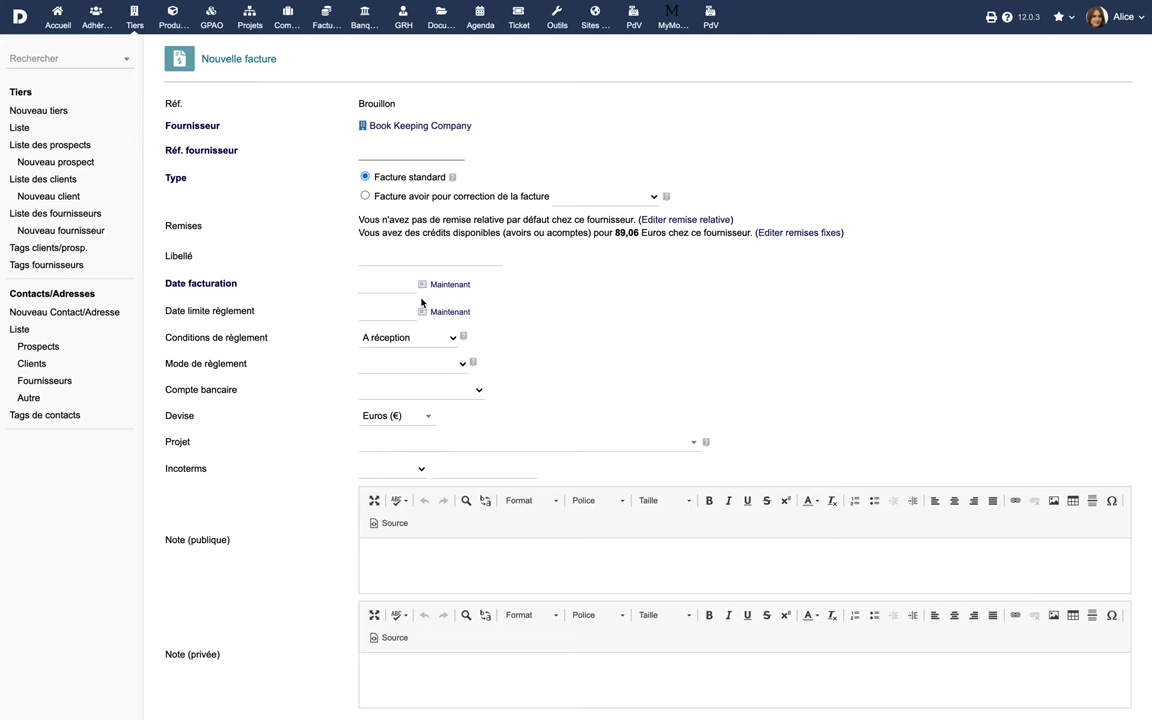 D
Accueil Adhér... Tiers Produ... GPAO Projets Com... Factu... Banq... GRH Docu... Agenda Ticket Outils Sites ... PdV MyMo... PdV
12.0.3 Alice
Rechercher
Nouvelle facture
Tiers
Nouveau tiers
Liste
Liste des prospects
Nouveau prospect
Liste des clients
Nouveau client
Liste des fournisseurs
Nouveau fournisseur
Tags clients/prosp.
Tags fournisseurs
Contacts/Adresses
Nouveau Contact/Adresse
Liste
Prospects
Clients
Fournisseurs
Autre
Tags de contacts
Réf. Brouillon
Fournisseur Book Keeping Company
Réf. fournisseur
Type Facture standard
Facture avoir pour correction de la facture
Remises
Vous n'avez pas de remise relative par défaut chez ce fournisseur. (Editer remise relative)
Vous avez des crédits disponibles (avoirs ou acomptes) pour 89,06 Euros chez ce fournisseur. (Editer remises fixes)
Libellé
Date facturation Maintenant
Date limite règlement Maintenant
Conditions de règlement A réception
Mode de règlement
Compte bancaire
Devise Euros (€)
Projet
Incoterms
Note (publique)
Format Police Taille B I U S
Source
Note (privée)
Format Police Taille B I U S
Source